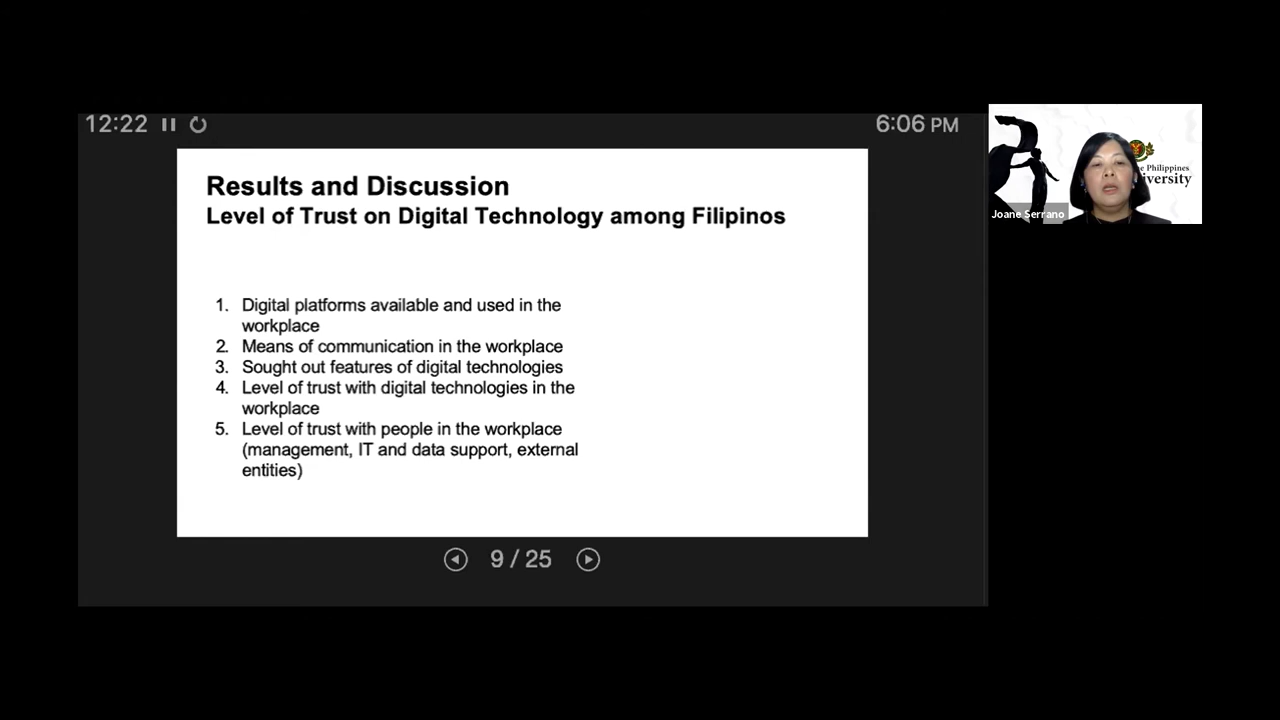 12:22
6:06 PM
Results and Discussion
Level of Trust on Digital Technology among Filipinos
1. Digital platforms available and used in the
workplace
2. Means of communication in the workplace
3. Sought out features of digital technologies
4. Level of trust with digital technologies in the
workplace
5. Level of trust with people in the workplace
(management, IT and data support, external
entities)
9 / 25
Philippines
Joane Serrano